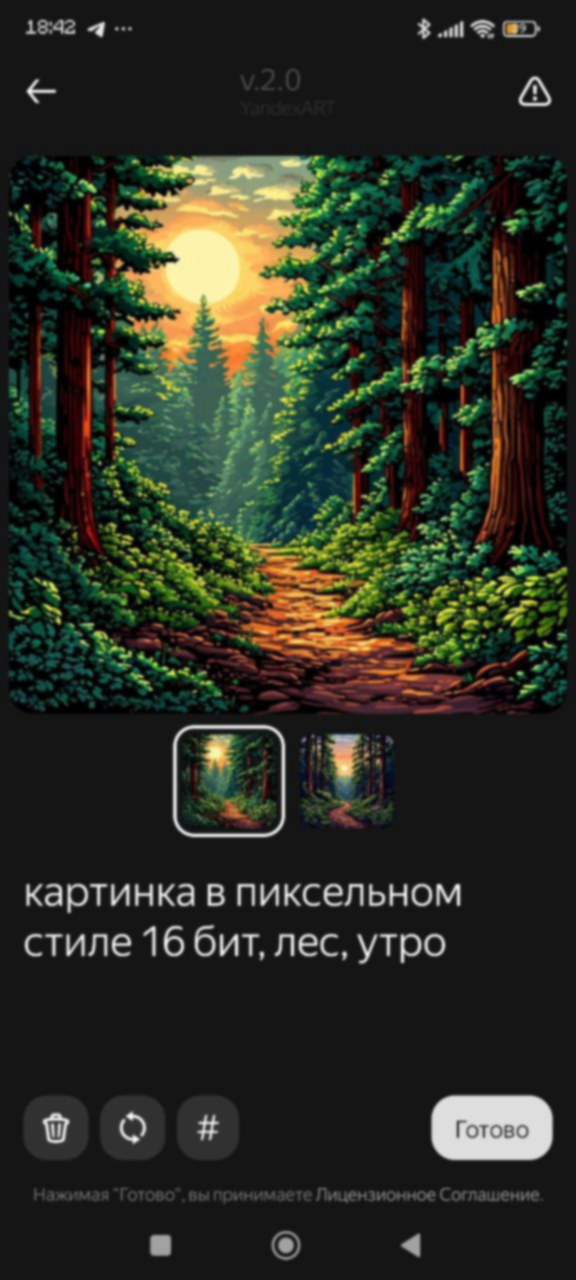 18:42
v.2.0
YandexART
картинка в пиксельном
стиле 16 бит, лес, утро
#
Готово
Нажимая "Готово", вы принимаете Лицензионное Соглашение.